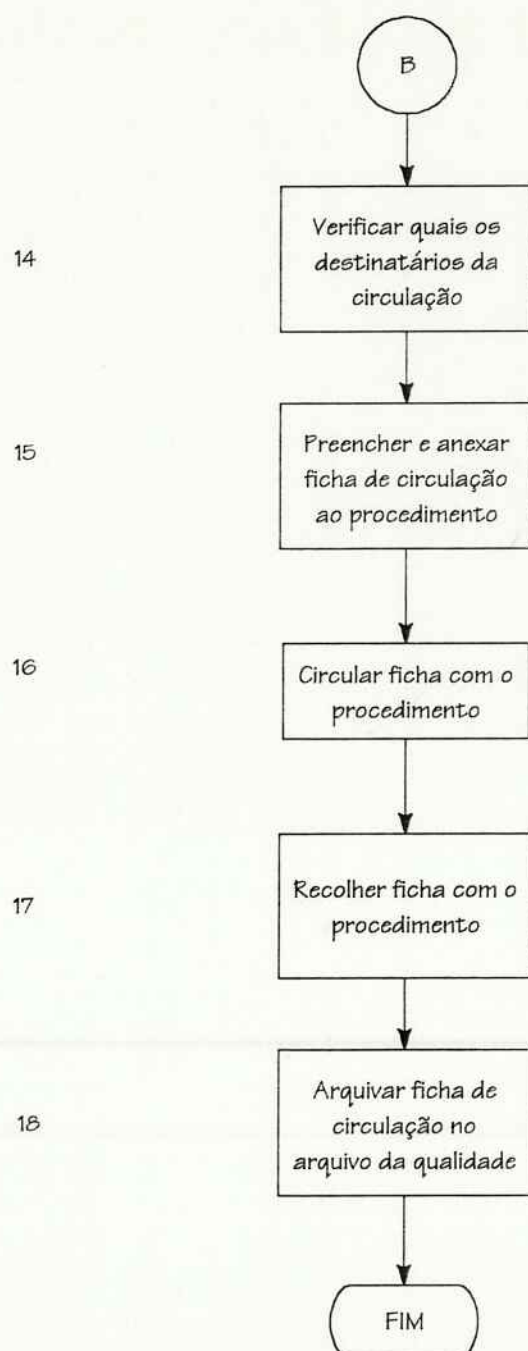 B
14
Verificar quais os
destinatários da
circulação
15
Preencher e anexar
ficha de circulação
ao procedimento
16
Circular ficha com o
procedimento
17
Recolher ficha com o
procedimento
18
Arquivar ficha de
circulação no
arquivo da qualidade
FIM